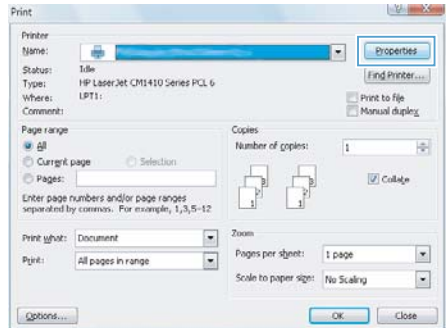 Print
Printer
Name:
Properties
Status: Idle
Type: HP LaserJet CM1410 Series PCL 6
Where: LPT1:
Comment:
Find Printer...
Print to file
Manual duplex
Page range
All
Current page Selection
Pages:
Enter page numbers and/or page ranges
separated by commas. For example, 1,3,5-12
Copies
Number of copies: 1
Collate
Print what: Document
Print: All pages in range
Zoom
Pages per sheet: 1 page
Scale to paper size: No Scaling
Options... OK Close